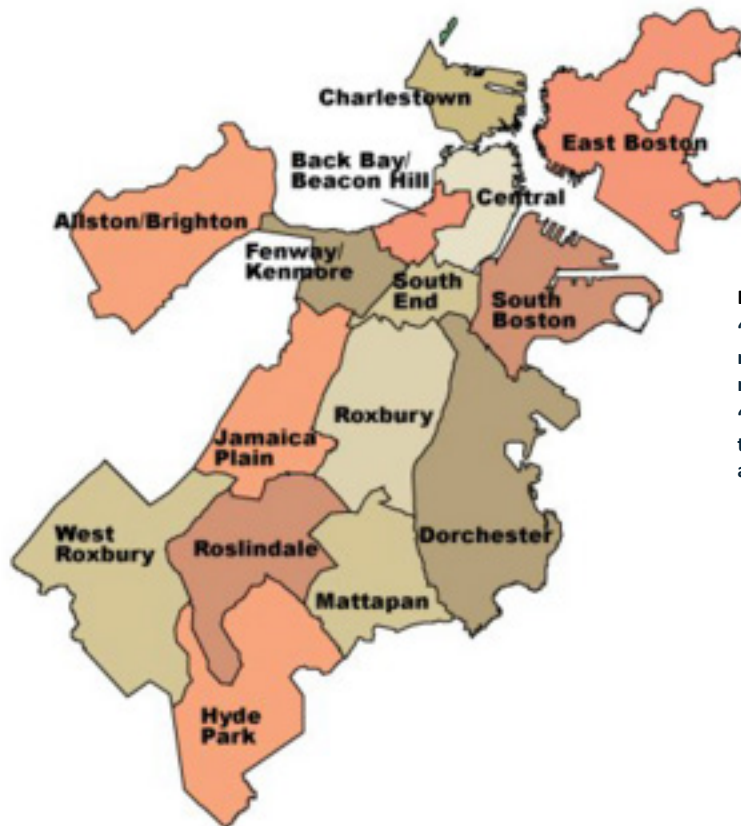 Charlestown
East Boston
Back Bay/
Beacon Hill
Central
Allston/Brighton
Fenway/
Kenmore
South
End
South
Boston
Roxbury
Jamaica
Plain
West
Roxbury
Roslindale
Dorchester
Mattapan
Hyde
Park